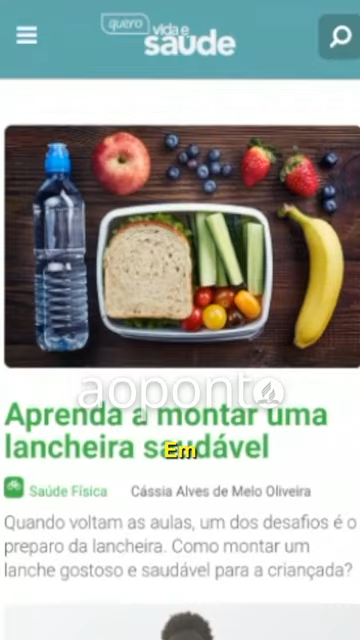 quero
vida e
saúde
aoponto
Aprenda a montar uma
lancheira saudável
Em
Saúde Física
Cássia Alves de Melo Oliveira
Quando voltam as aulas, um dos desafios é o
preparo da lancheira. Como montar um
lanche gostoso e saudável para a criançada?